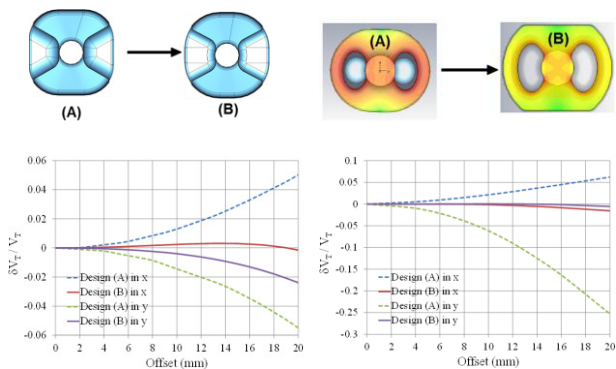 (A)
(B)
(A)
(B)
0.06
0.04
0.02
0
-0.02
-0.04
-0.06
δV_T / V_T
Design (A) in x
Design (B) in x
Design (A) in y
Design (B) in y
0 2 4 6 8 10 12 14 16 18 20
Offset (mm)
0.1
0.05
0
-0.05
-0.1
-0.15
-0.2
-0.25
-0.3
δV_T / V_T
Design (A) in x
Design (B) in x
Design (A) in y
Design (B) in y
0 2 4 6 8 10 12 14 16 18 20
Offset (mm)